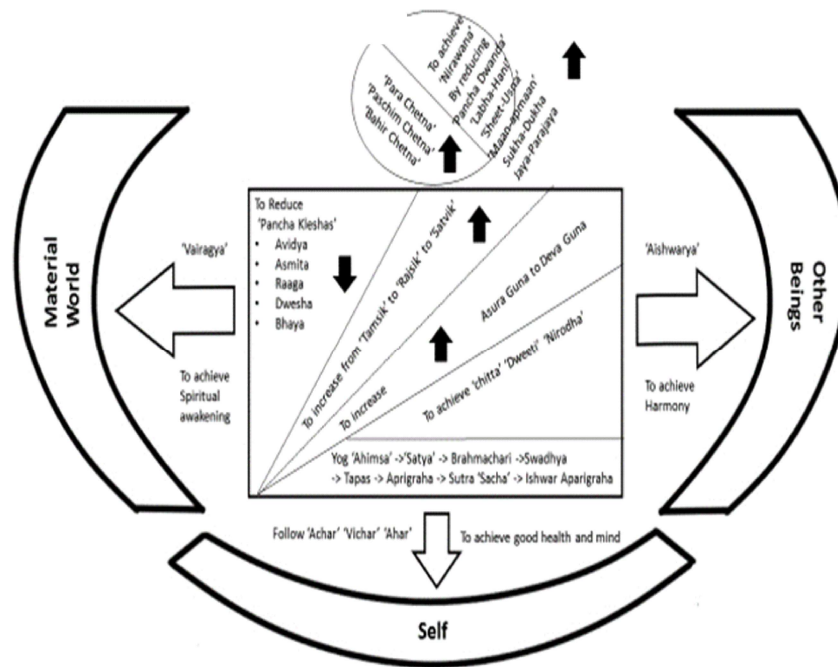 'Para Chetna'
'Paschim Chetna'
'Bahir Chetna'
To achieve
'Nirawana'
By reducing
'Pancha Dwanda'
'Labha-Hani'
'Sheet-Usna'
'Maan-apmaan'
Sukha-Dukha
Jaya-Parajaya
Material
World
'Vairagya'
To achieve
Spiritual
awakening
To Reduce
'Pancha Kleshas'
• Avidya
• Asmita
• Raaga
• Dwesha
• Bhaya
To increase from 'Tamsik' to 'Rajsik' to 'Satvik'
To increase
Asura Guna to Deva Guna
To achieve 'chitta' 'Dweeti' 'Nirodha'
Yog 'Ahimsa' ->'Satya' -> Brahmachari ->Swadhya
-> Tapas -> Aprigraha -> Sutra 'Sacha' -> Ishwar Aparigraha
'Aishwarya'
To achieve
Harmony
Other
Beings
Follow 'Achar' 'Vichar' 'Ahar'
To achieve good health and mind
Self